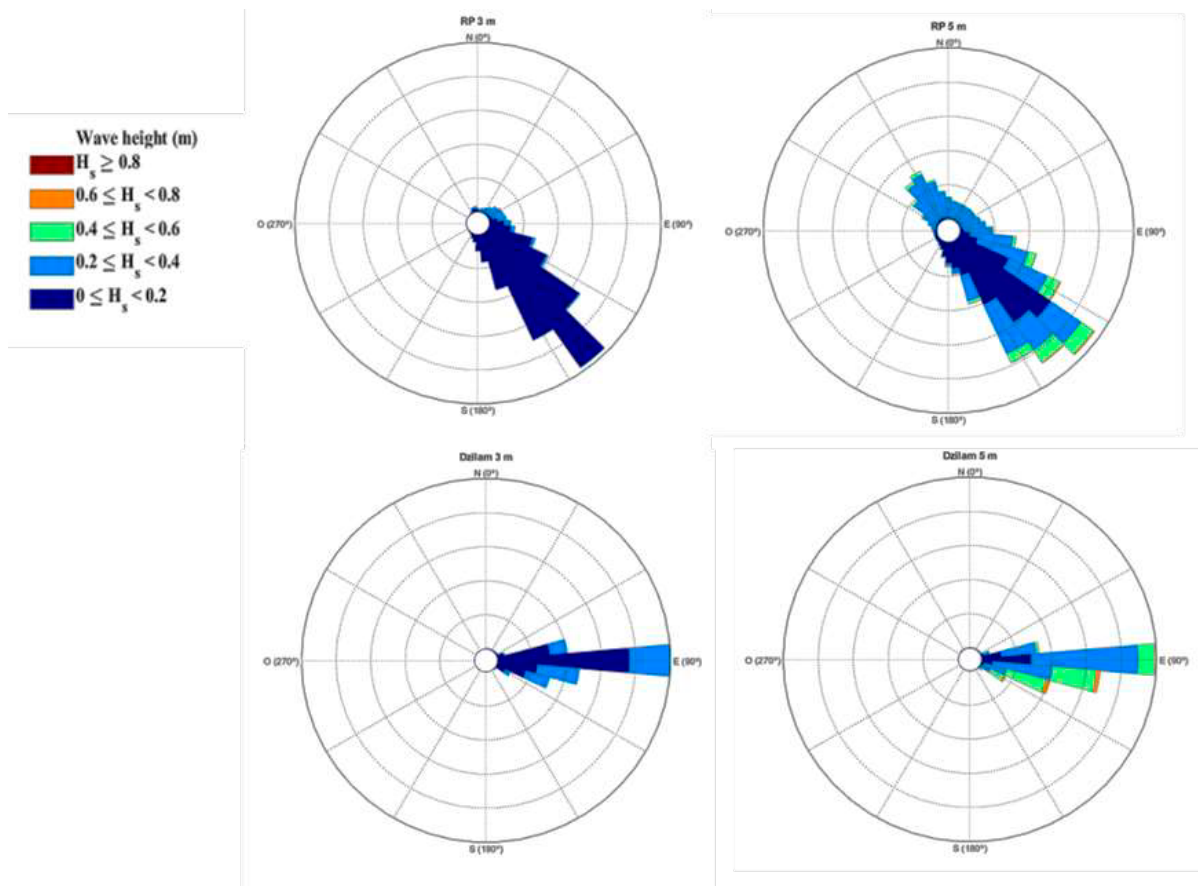 Wave height (m)
H_s ≥ 0.8
0.6 ≤ H_s < 0.8
0.4 ≤ H_s < 0.6
0.2 ≤ H_s < 0.4
0 ≤ H_s < 0.2
RP 3 m
N (0°)
O (270°)
E (90°)
S (180°)
RP 5 m
N (0°)
O (270°)
E (90°)
S (180°)
Dzilam 3 m
N (0°)
O (270°)
E (90°)
S (180°)
Dzilam 5 m
N (0°)
O (270°)
E (90°)
S (180°)